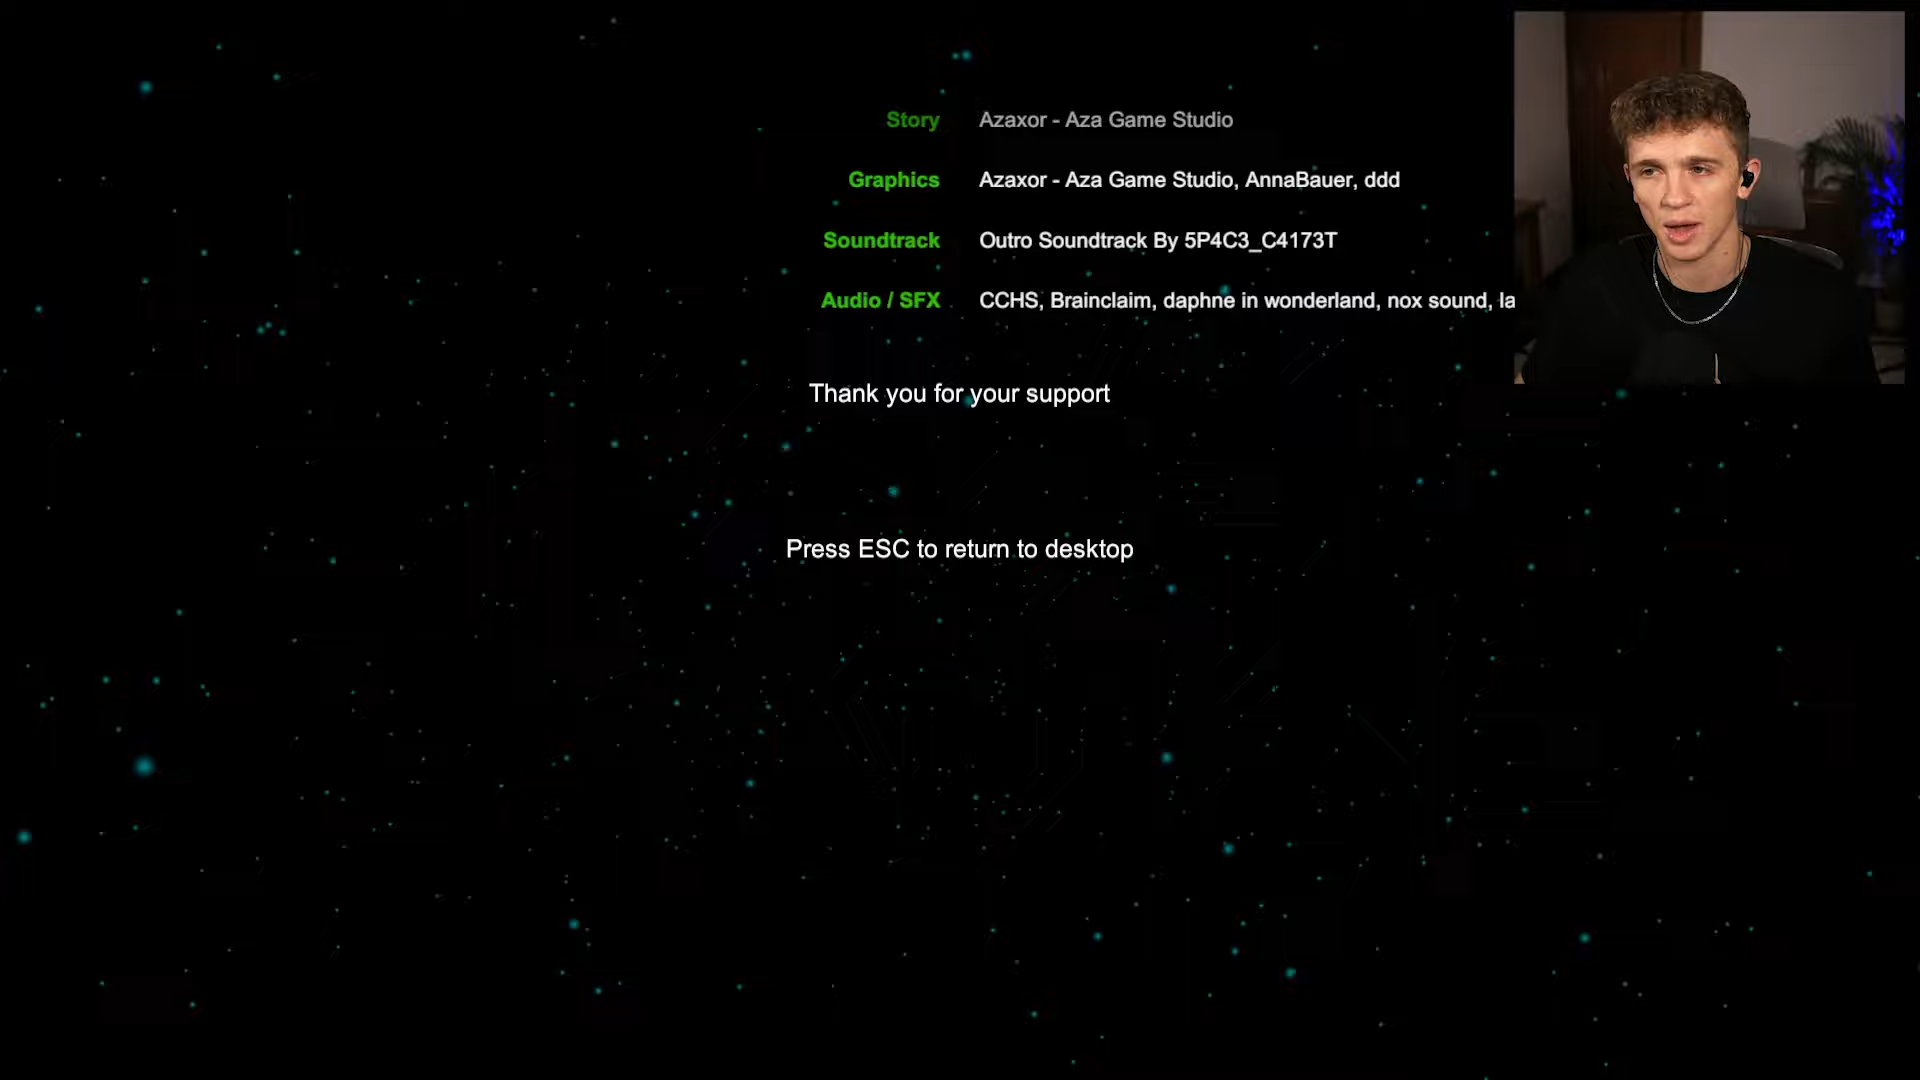 Story Azaxor - Aza Game Studio
Graphics Azaxor - Aza Game Studio, AnnaBauer, ddd
Soundtrack Outro Soundtrack By 5P4C3_C4173T
Audio / SFX CCHS, Brainclaim, daphne in wonderland, nox sound, la
Thank you for your support
Press ESC to return to desktop